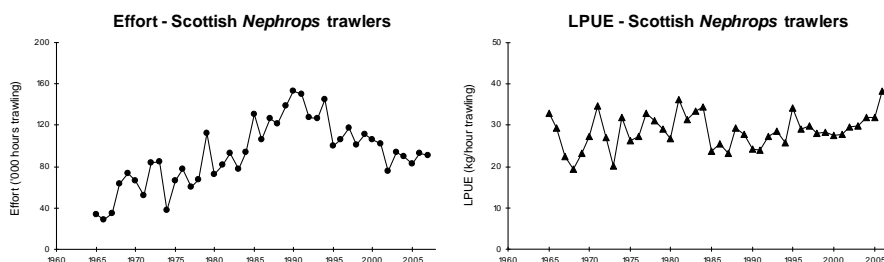 Effort - Scottish Nephrops trawlers
Effort ('000 hours trawling)
200
160
120
80
40
0
1960 1965 1970 1975 1980 1985 1990 1995 2000 2005
LPUE - Scottish Nephrops trawlers
LPUE (kg/hour trawling)
50
40
30
20
10
0
1960 1965 1970 1975 1980 1985 1990 1995 2000 2005